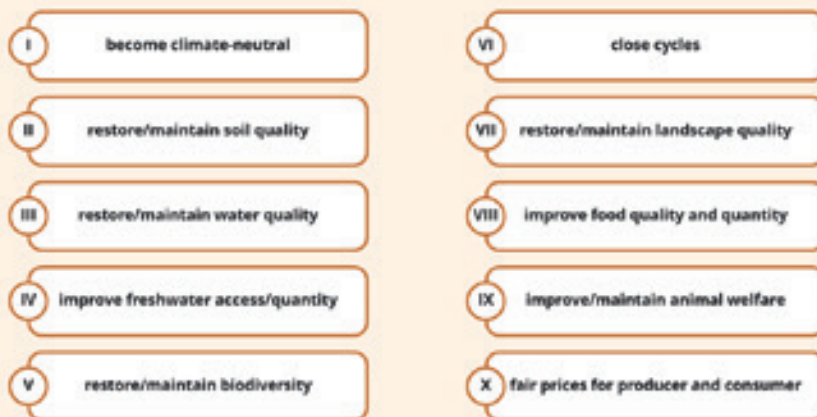 I become climate-neutral
II restore/maintain soil quality
III restore/maintain water quality
IV improve freshwater access/quantity
V restore/maintain biodiversity
VI close cycles
VII restore/maintain landscape quality
VIII improve food quality and quantity
IX improve/maintain animal welfare
X fair prices for producer and consumer